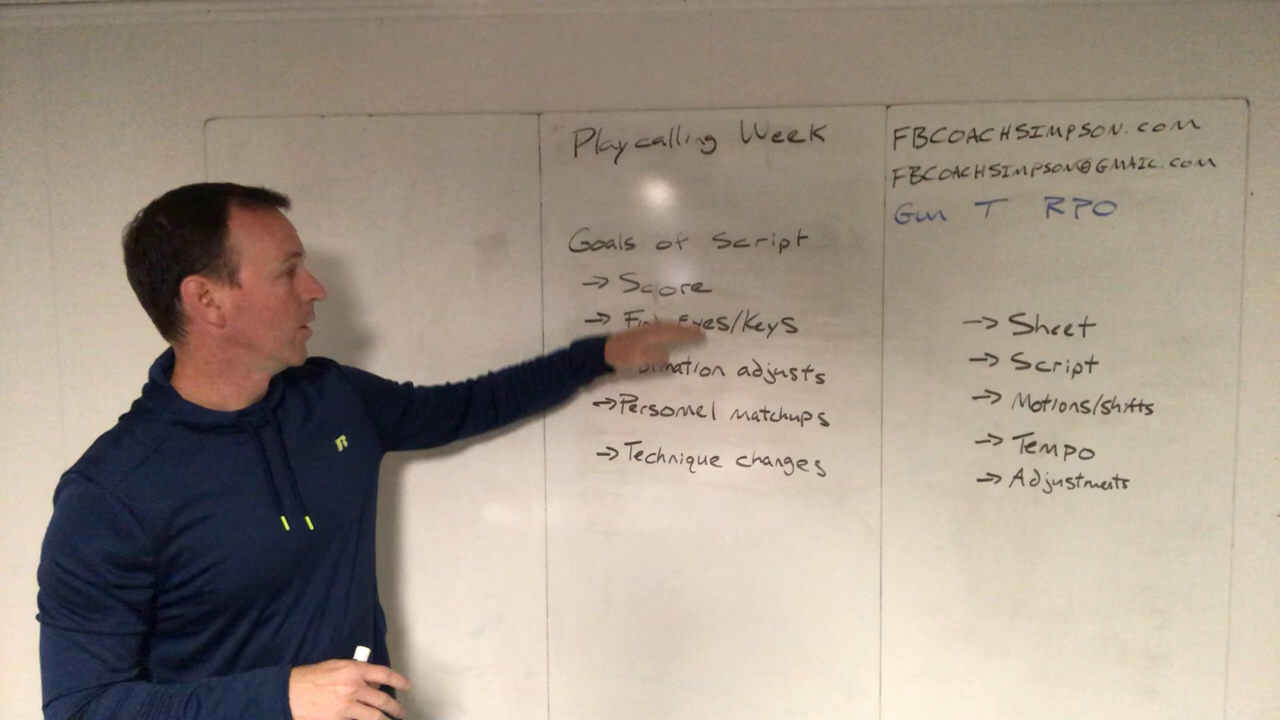 Playcalling Week
Goals of Script
→ Score
→ Eyes/Keys
adjusts
→ Personnel matchups
→ Technique changes
FBCOACHSIMPSON.COM
FBCOACHSIMPSON@GMAIL.COM
Gun T RPO
→ Sheet
→ Script
→ Motions/shifts
→ Tempo
→ Adjustments